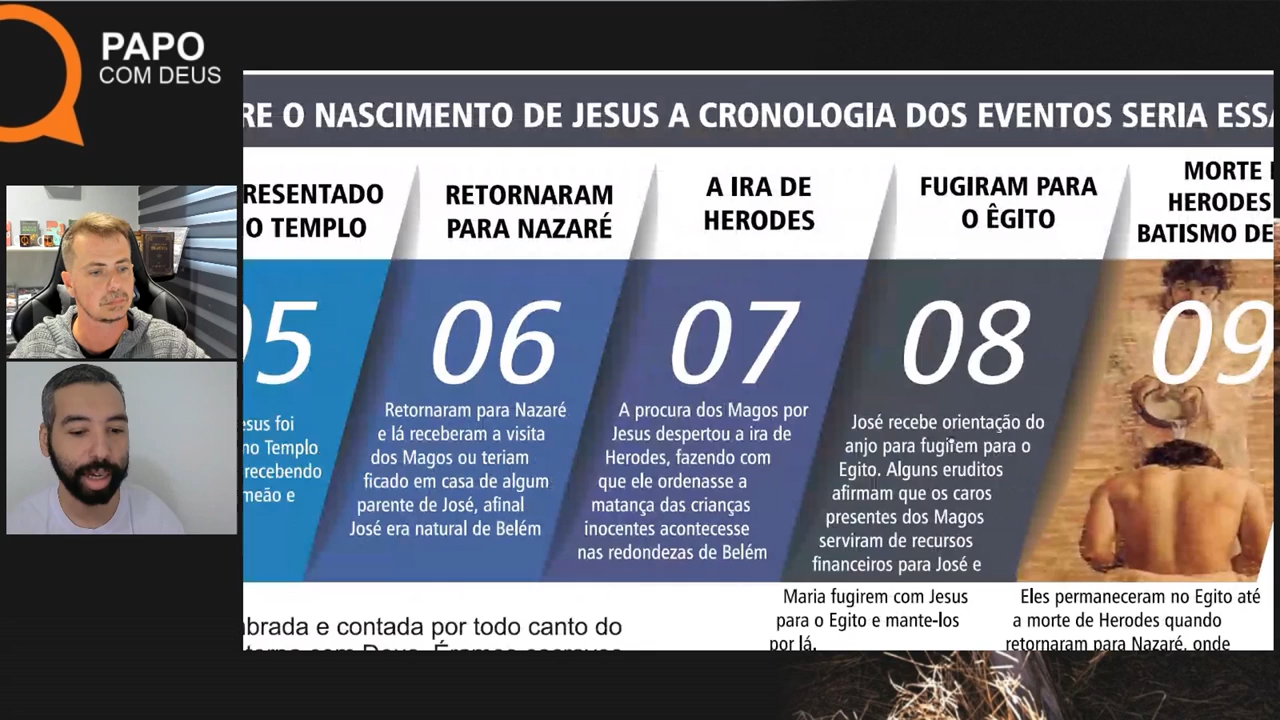 PAPO
COM DEUS
RE O NASCIMENTO DE JESUS A CRONOLOGIA DOS EVENTOS SERIA ESSA
RESENTADO
O TEMPLO
05
esus foi
no Templo
recebendo
meão e
RETORNARAM
PARA NAZARÉ
06
Retornaram para Nazaré
e lá receberam a visita
dos Magos ou teriam
ficado em casa de algum
parente de José, afinal
José era natural de Belém
A IRA DE
HERODES
07
A procura dos Magos por
Jesus despertou a ira de
Herodes, fazendo com
que ele ordenasse a
matança das crianças
inocentes acontecesse
nas redondezas de Belém
FUGIRAM PARA
O ÊGITO
08
José recebe orientação do
anjo para fugirem para o
Egito. Alguns eruditos
afirmam que os caros
presentes dos Magos
serviram de recursos
financeiros para José e
Maria fugirem com Jesus
para o Egito e mante-los
por lá.
MORTE
HERODES
BATISMO DE
09
Eles permaneceram no Egito até
a morte de Herodes quando
retornaram para Nazaré, onde
brada e contada por todo canto do
com Deus. Éramos escravos